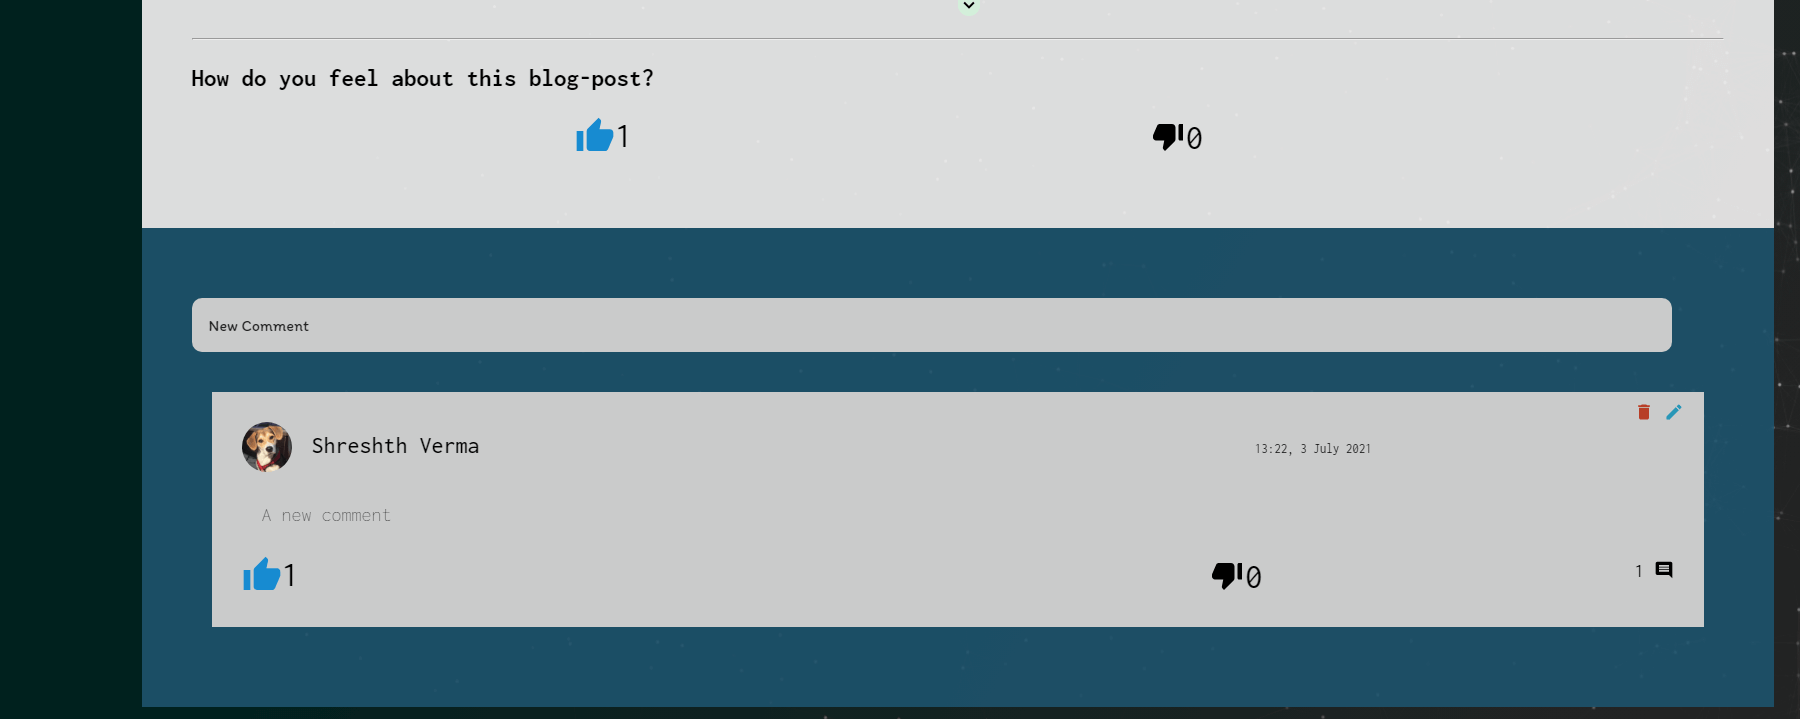 How do you feel about this blog-post?
1 0
New Comment
Shreshth Verma 13:22, 3 July 2021
A new comment
1 0 1